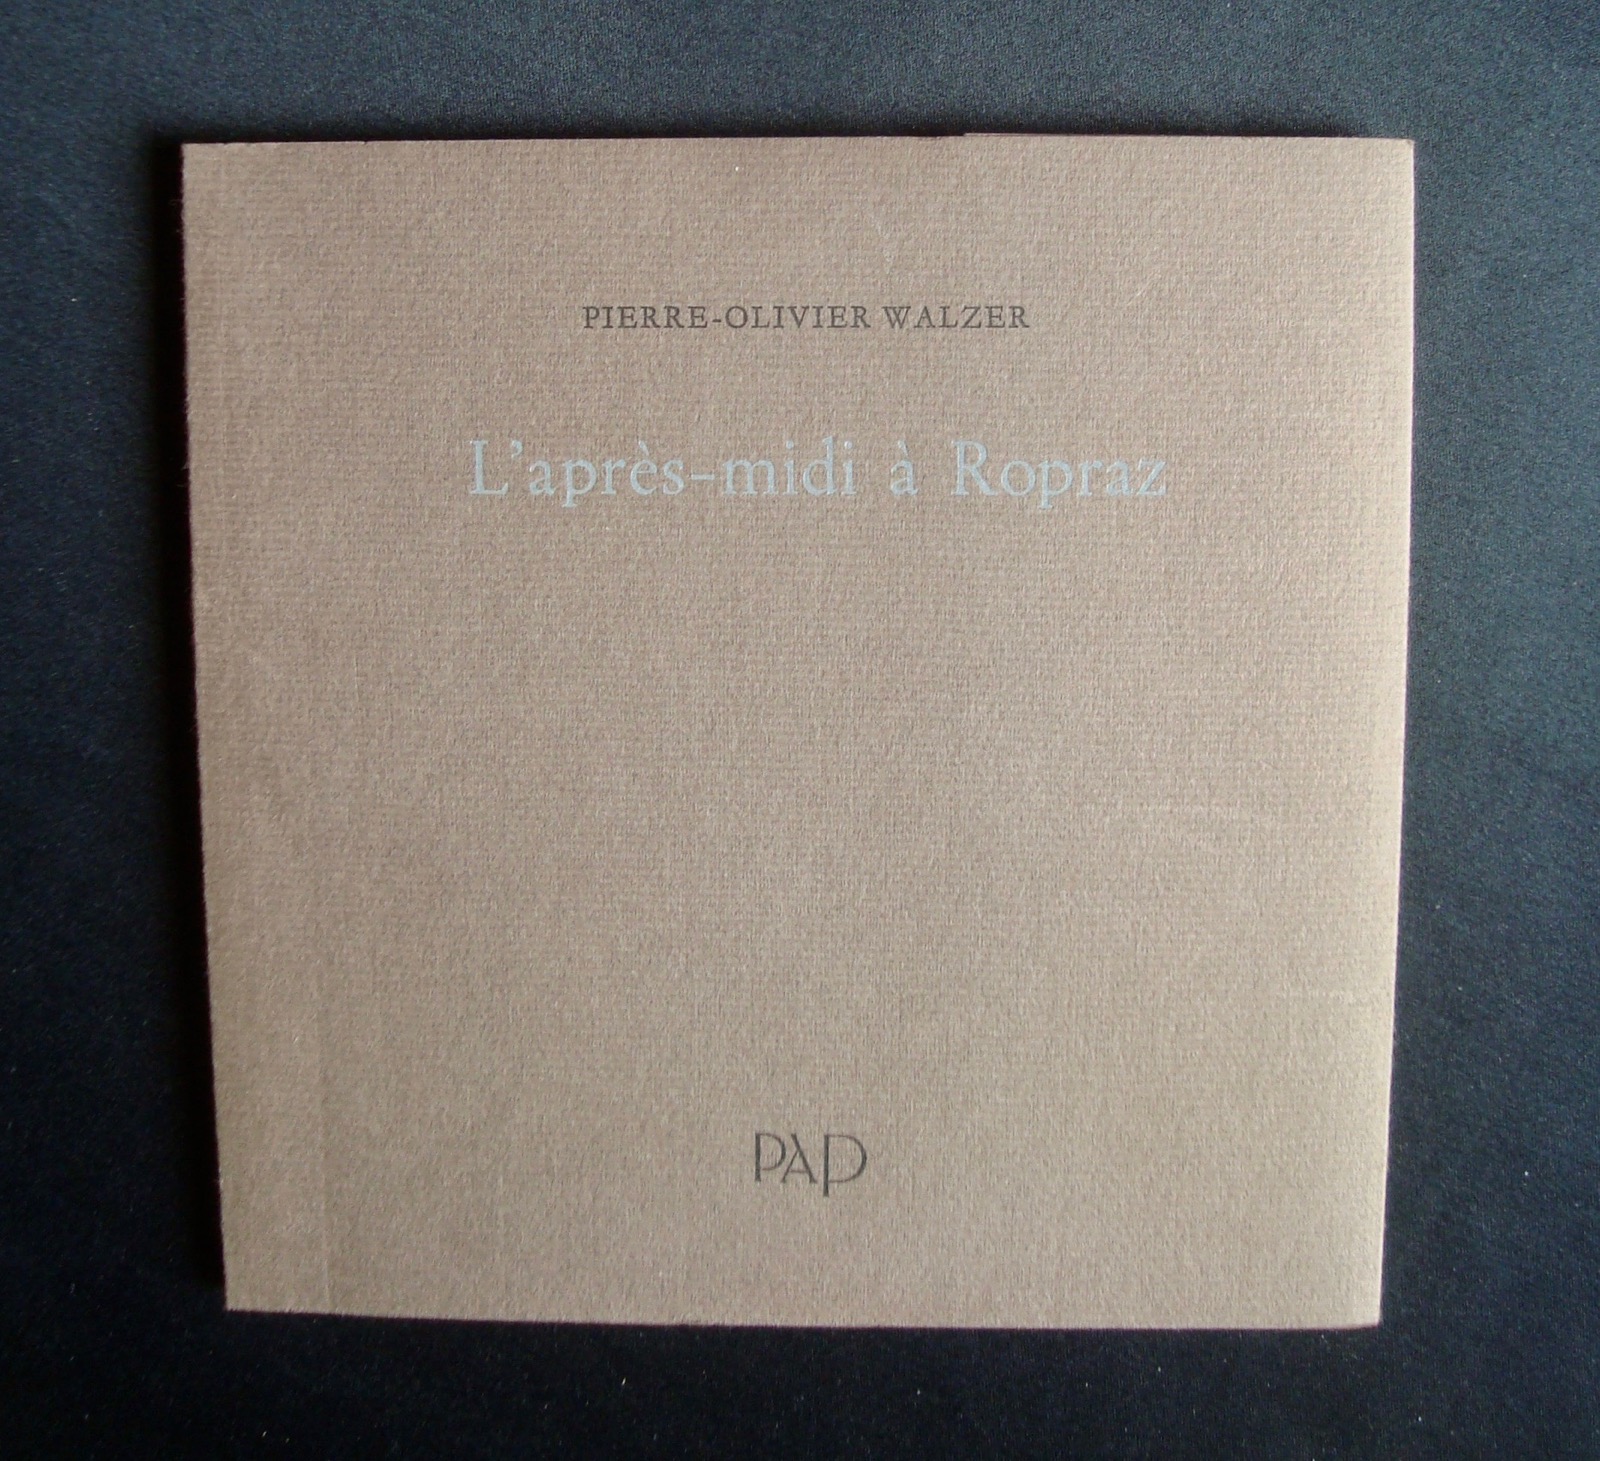 PIERRE-OLIVIER WALZER
L'après-midi à Ropraz
PAP